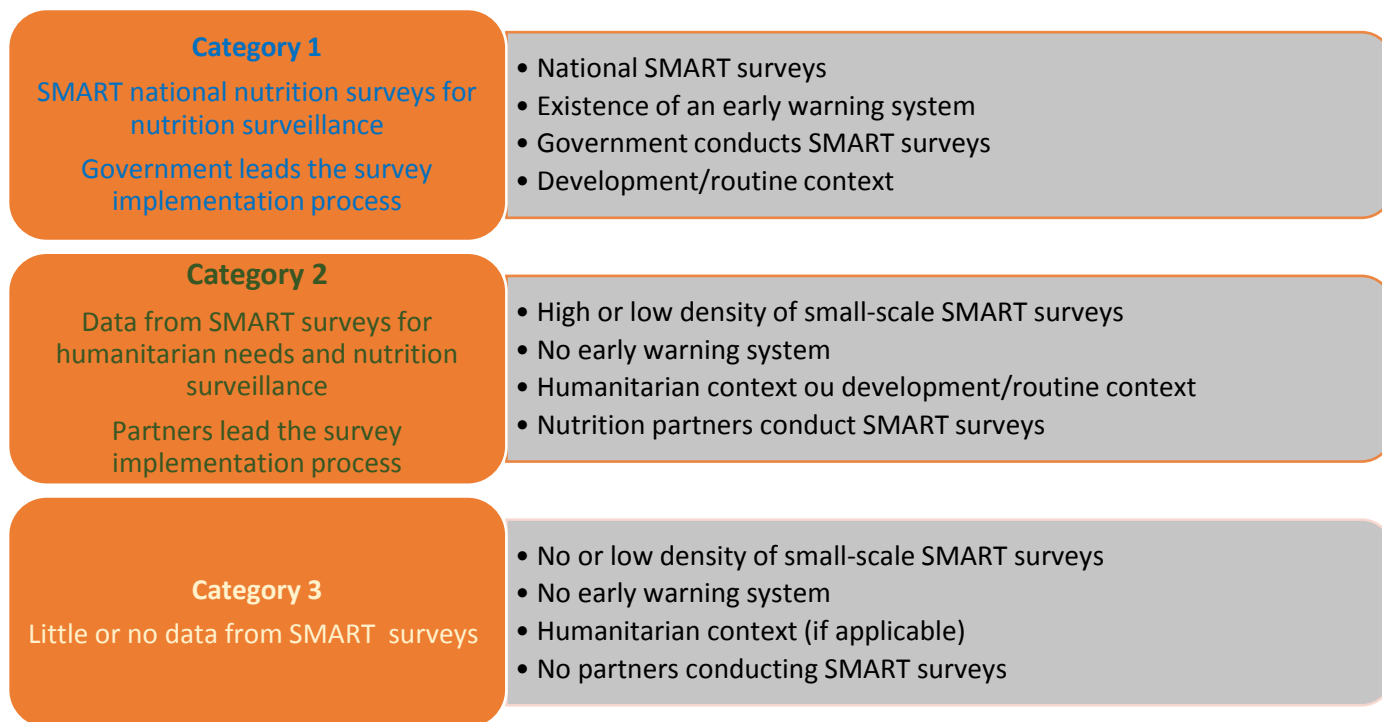 Category 1
SMART national nutrition surveys for
nutrition surveillance
Government leads the survey
implementation process
• National SMART surveys
• Existence of an early warning system
• Government conducts SMART surveys
• Development/routine context
Category 2
Data from SMART surveys for
humanitarian needs and nutrition
surveillance
Partners lead the survey
implementation process
• High or low density of small-scale SMART surveys
• No early warning system
• Humanitarian context ou development/routine context
• Nutrition partners conduct SMART surveys
Category 3
Little or no data from SMART surveys
• No or low density of small-scale SMART surveys
• No early warning system
• Humanitarian context (if applicable)
• No partners conducting SMART surveys